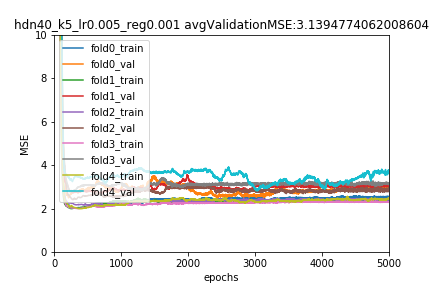 hdn40_k5_lr0.005_reg0.001 avgValidationMSE:3.1394774062008604
10
8
6
4
2
0
MSE
fold0_train
fold0_val
fold1_train
fold1_val
fold2_train
fold2_val
fold3_train
fold3_val
fold4_train
fold4_val
0 1000 2000 3000 4000 5000
epochs